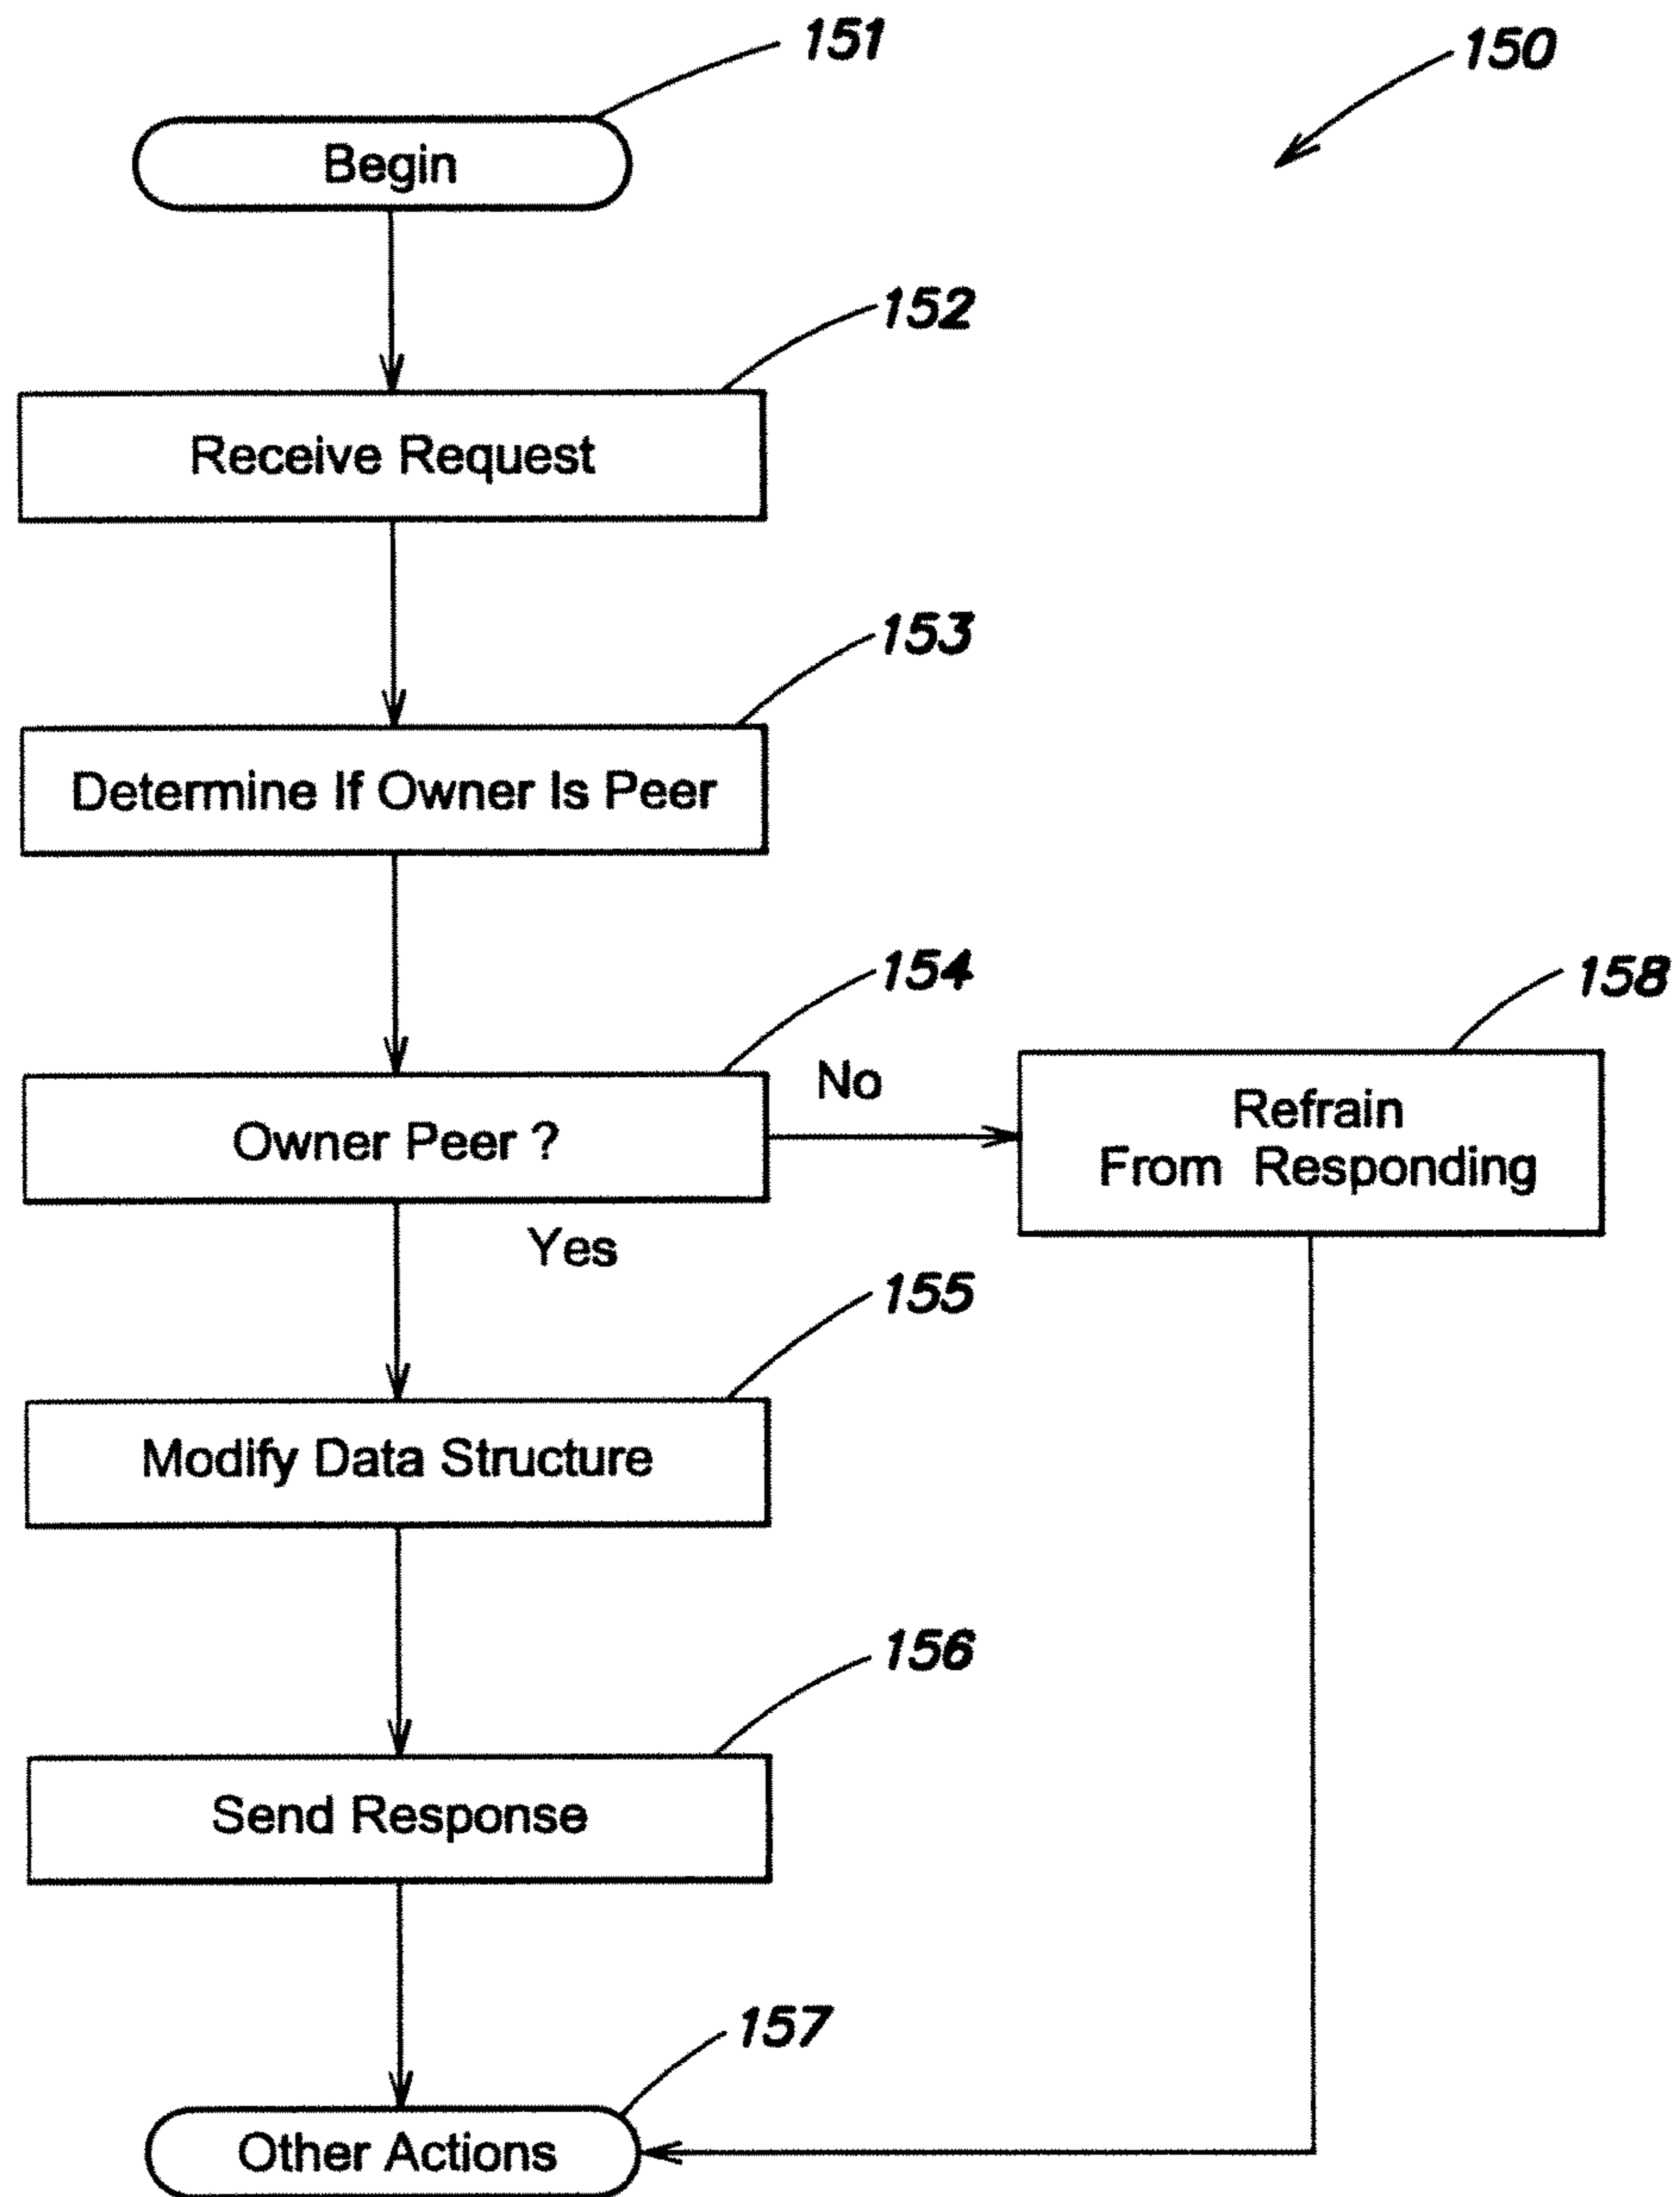 151
150
Begin
152
Receive Request
153
Determine If Owner Is Peer
154
158
No
Owner Peer ?
Refrain
From Responding
Yes
155
Modify Data Structure
156
Send Response
157
Other Actions